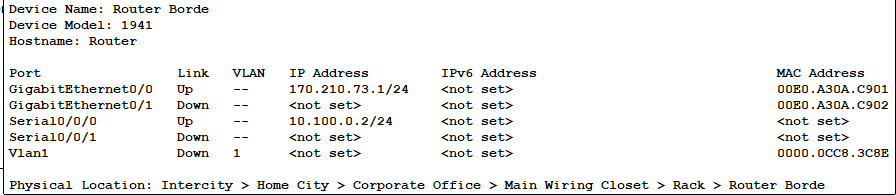 Device Name: Router Borde
Device Model: 1941
Hostname: Router
Port Link VLAN IP Address IPv6 Address MAC Address
GigabitEthernet0/0 Up -- 170.210.73.1/24 <not set> 00E0.A30A.C901
GigabitEthernet0/1 Down -- <not set> <not set> 00E0.A30A.C902
Serial0/0/0 Up -- 10.100.0.2/24 <not set> <not set>
Serial0/0/1 Down -- <not set> <not set> <not set>
Vlan1 Down 1 <not set> <not set> 0000.0CC8.3C8E
Physical Location: Intercity > Home City > Corporate Office > Main Wiring Closet > Rack > Router Borde